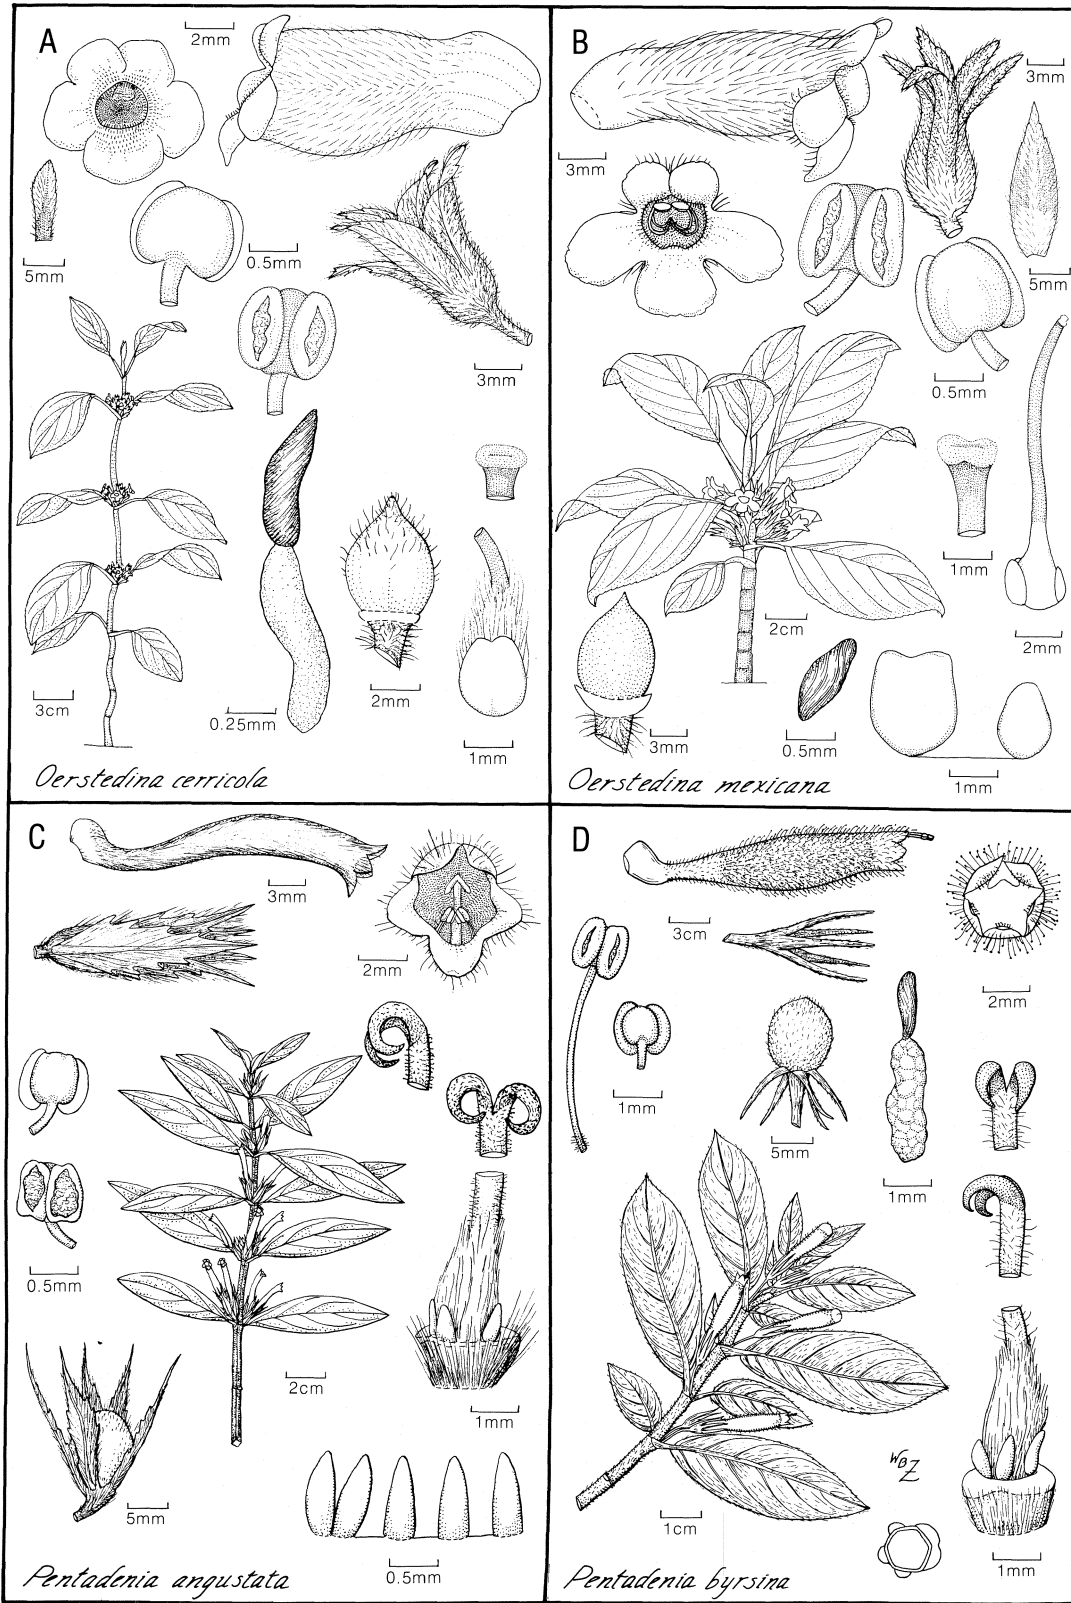 A
2mm
5mm
0.5mm
3mm
3cm
0.25mm
2mm
1mm
Oerstedina cerricola
B
3mm
3mm
5mm
0.5mm
1mm
2mm
2cm
3mm
0.5mm
1mm
Oerstedina mexicana
C
3mm
2mm
0.5mm
2cm
1mm
5mm
0.5mm
Pentadenia angustata
D
3cm
2mm
1mm
5mm
1mm
1cm
WBZ
1mm
Pentadenia byrsina